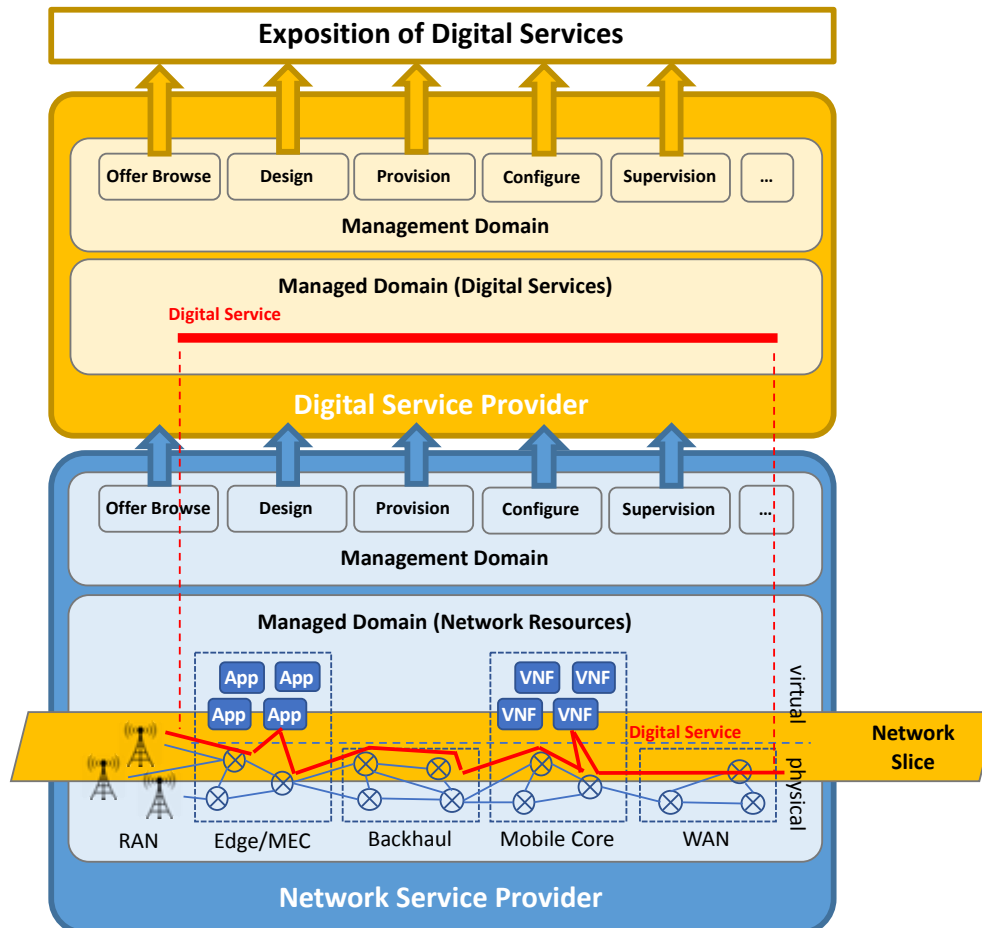 Exposition of Digital Services
Offer Browse
Design
Provision
Configure
Supervision
...
Management Domain
Managed Domain (Digital Services)
Digital Service
Digital Service Provider
Offer Browse
Design
Provision
Configure
Supervision
...
Management Domain
Managed Domain (Network Resources)
App
App
App
App
VNF
VNF
VNF
VNF
virtual
Digital Service
Network
Slice
physical
RAN
Edge/MEC
Backhaul
Mobile Core
WAN
Network Service Provider